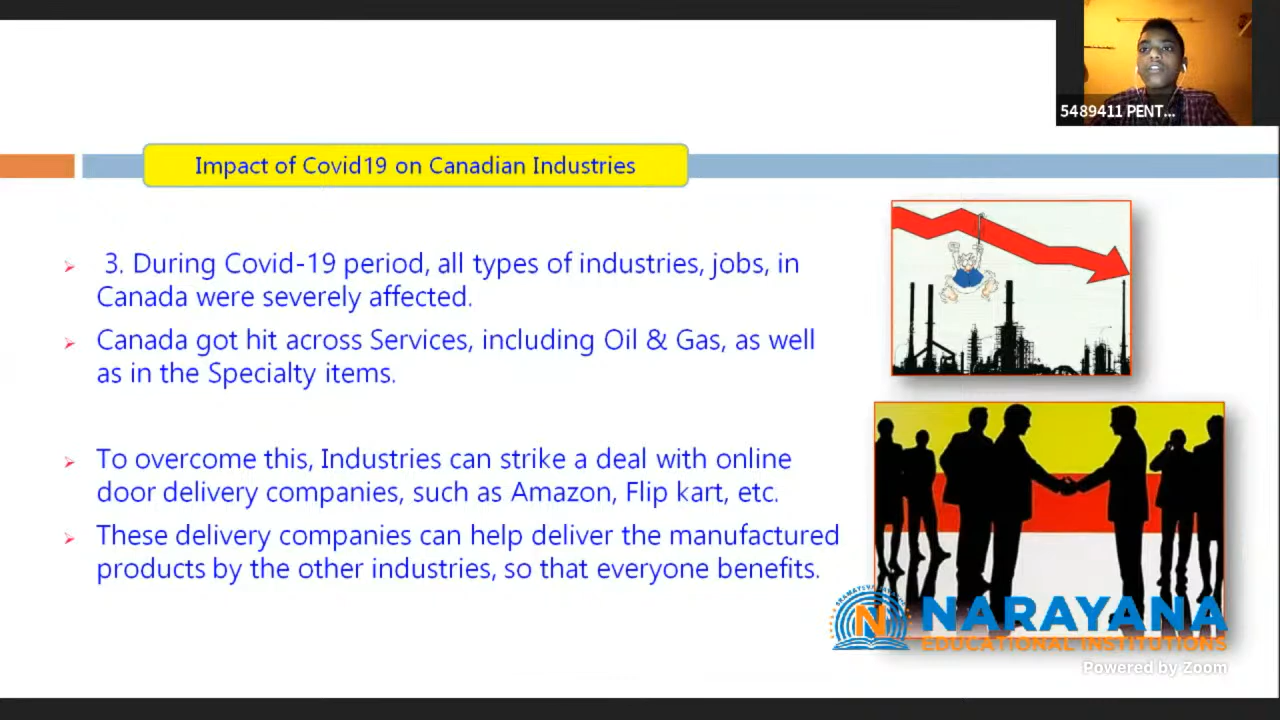 5489411 PENT...
Impact of Covid19 on Canadian Industries
3. During Covid-19 period, all types of industries, jobs, in
Canada were severely affected.
Canada got hit across Services, including Oil & Gas, as well
as in the Specialty items.
To overcome this, Industries can strike a deal with online
door delivery companies, such as Amazon, Flip kart, etc.
These delivery companies can help deliver the manufactured
products by the other industries, so that everyone benefits.
N
NARAYANA
EDUCATIONAL INSTITUTIONS
Powered by Zoom